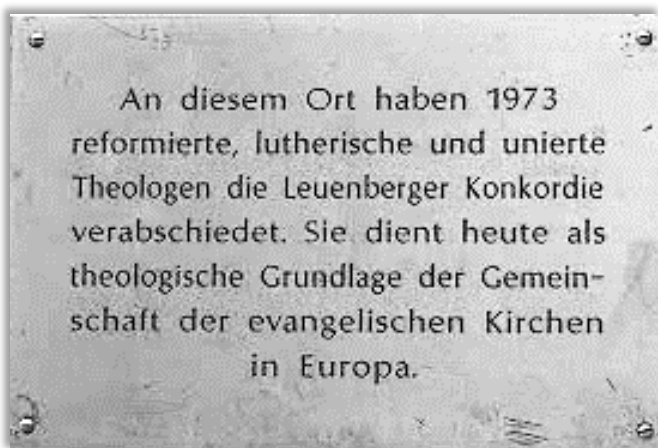 An diesem Ort haben 1973
reformierte, lutherische und unierte
Theologen die Leuenberger Konkordie
verabschiedet. Sie dient heute als
theologische Grundlage der Gemein-
schaft der evangelischen Kirchen
in Europa.